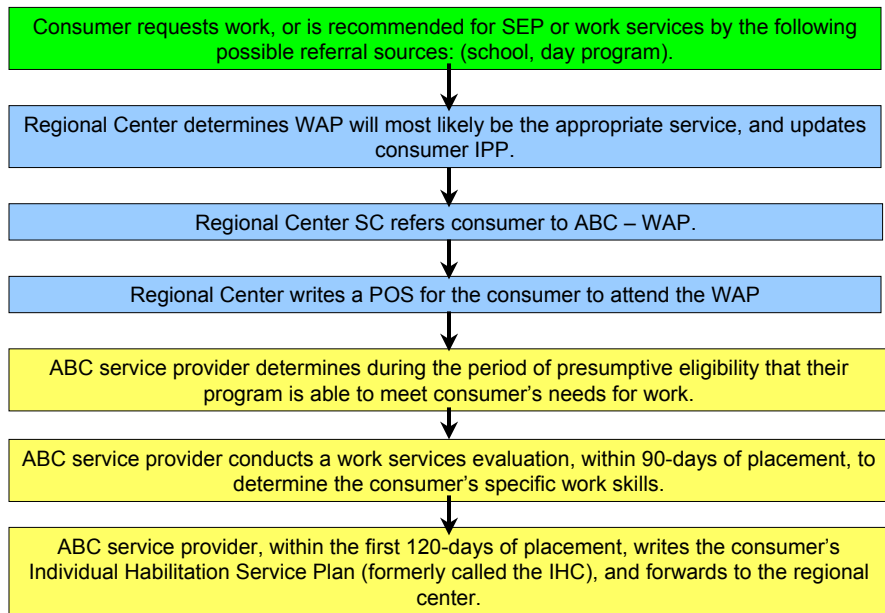 Consumer requests work, or is recommended for SEP or work services by the following
possible referral sources: (school, day program).
Regional Center determines WAP will most likely be the appropriate service, and updates
consumer IPP.
Regional Center SC refers consumer to ABC – WAP.
Regional Center writes a POS for the consumer to attend the WAP
ABC service provider determines during the period of presumptive eligibility that their
program is able to meet consumer’s needs for work.
ABC service provider conducts a work services evaluation, within 90-days of placement, to
determine the consumer’s specific work skills.
ABC service provider, within the first 120-days of placement, writes the consumer’s
Individual Habilitation Service Plan (formerly called the IHC), and forwards to the regional
center.